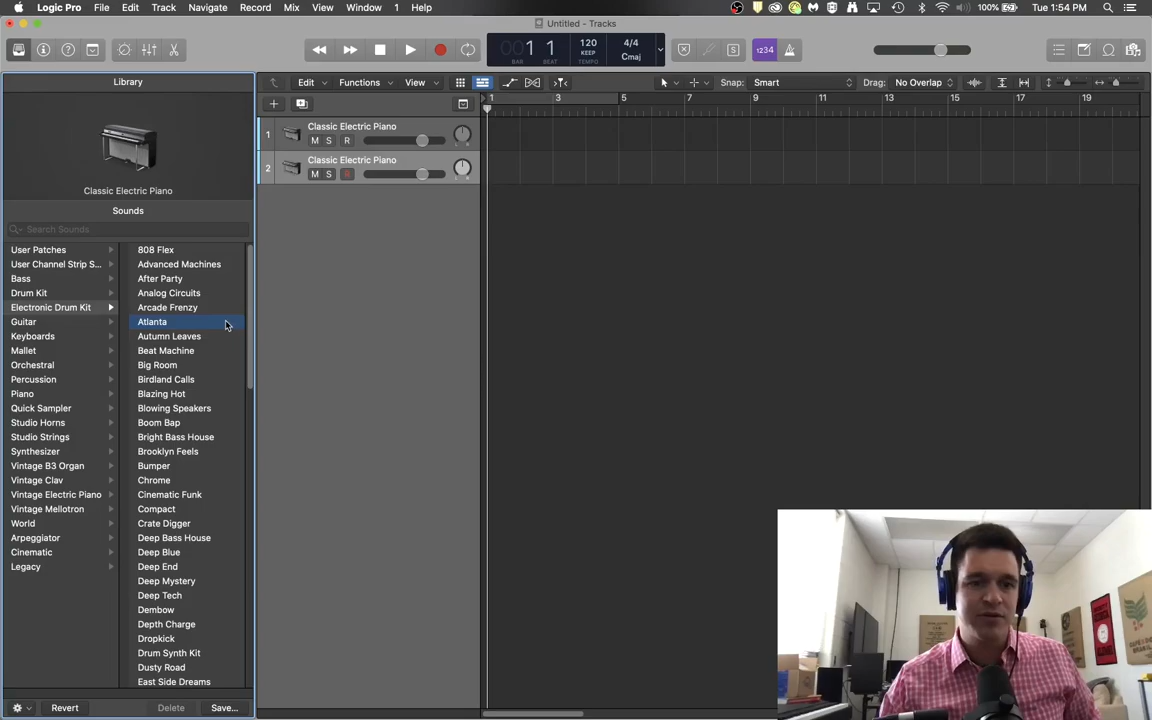 Logic Pro File Edit Track Navigate Record Mix View Window 1 Help 100% Tue 1:54 PM
Untitled - Tracks
001 1 120 4/4
BAR BEAT KEEP TEMPO Cmaj
1234
Library
Edit Functions View Snap: Smart Drag: No Overlap
1 3 5 7 9 11 13 15 17 19
Classic Electric Piano
Sounds
Search Sounds
1 Classic Electric Piano
M S R
2 Classic Electric Piano
M S R
User Patches
User Channel Strip S...
Bass
Drum Kit
Electronic Drum Kit
Guitar
Keyboards
Mallet
Orchestral
Percussion
Piano
Quick Sampler
Studio Horns
Studio Strings
Synthesizer
Vintage B3 Organ
Vintage Clav
Vintage Electric Piano
Vintage Mellotron
World
Arpeggiator
Cinematic
Legacy
808 Flex
Advanced Machines
After Party
Analog Circuits
Arcade Frenzy
Atlanta
Autumn Leaves
Beat Machine
Big Room
Birdland Calls
Blazing Hot
Blowing Speakers
Boom Bap
Bright Bass House
Brooklyn Feels
Bumper
Chrome
Cinematic Funk
Compact
Crate Digger
Deep Bass House
Deep Blue
Deep End
Deep Mystery
Deep Tech
Dembow
Depth Charge
Dropkick
Drum Synth Kit
Dusty Road
East Side Dreams
Revert Delete Save...